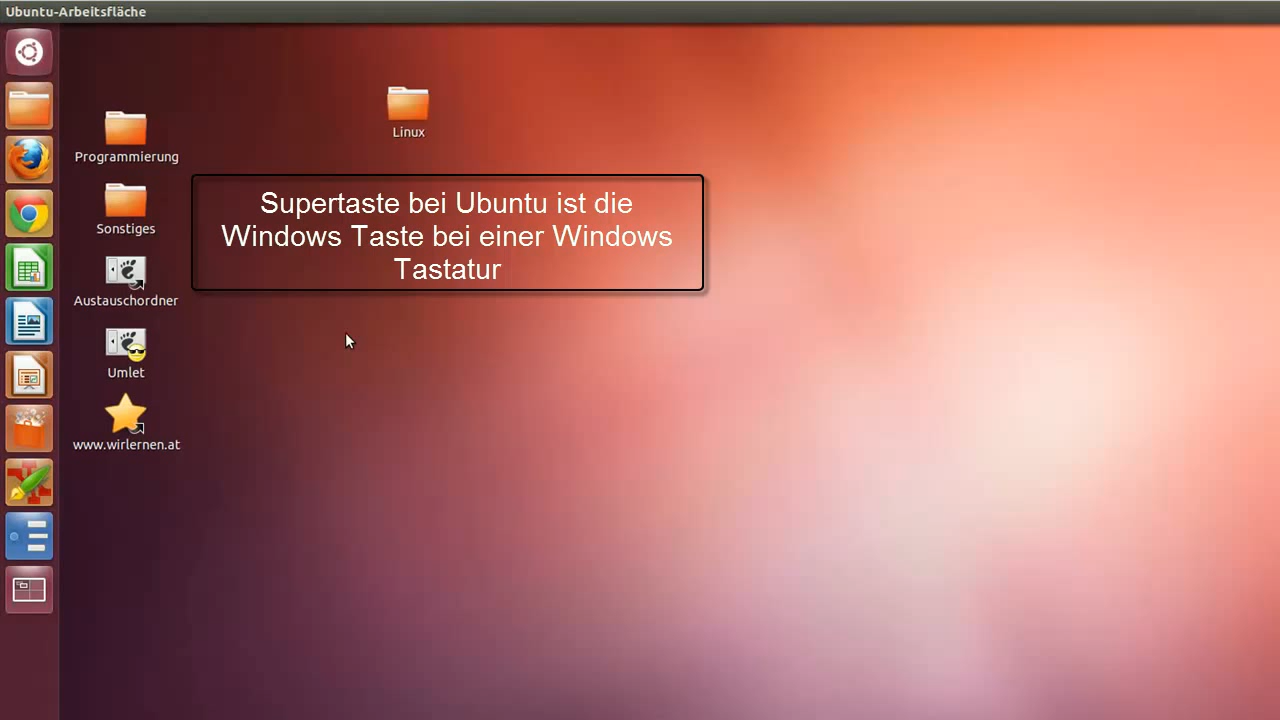 Ubuntu-Arbeitsfläche
Linux
Programmierung
Supertaste bei Ubuntu ist die
Windows Taste bei einer Windows
Tastatur
Sonstiges
Austauschordner
Umlet
www.wirlernen.at